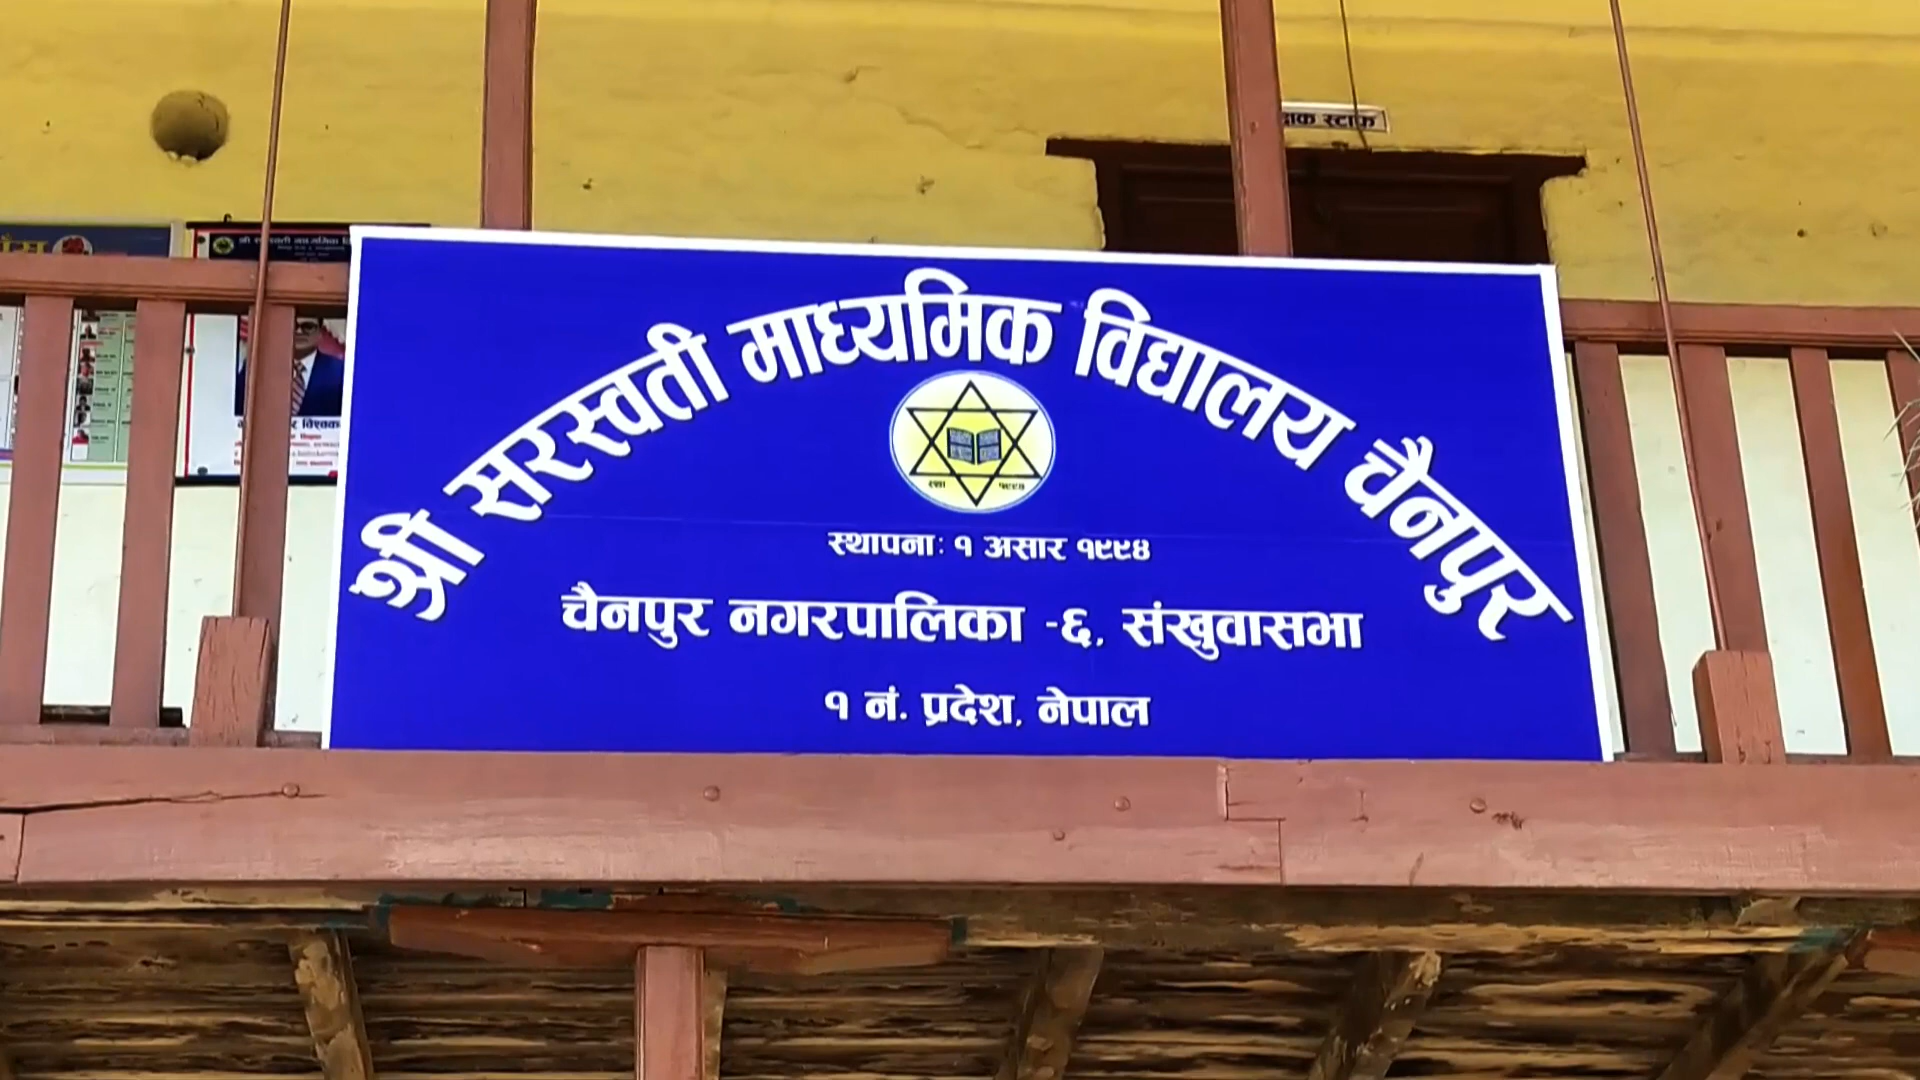 श्री सरस्वती माध्यमिक विद्यालय चैनपुर
स्थापनाः १ असार १९९४
चैनपुर नगरपालिका -६, संखुवासभा
१ नं. प्रदेश, नेपाल
स्टाफ